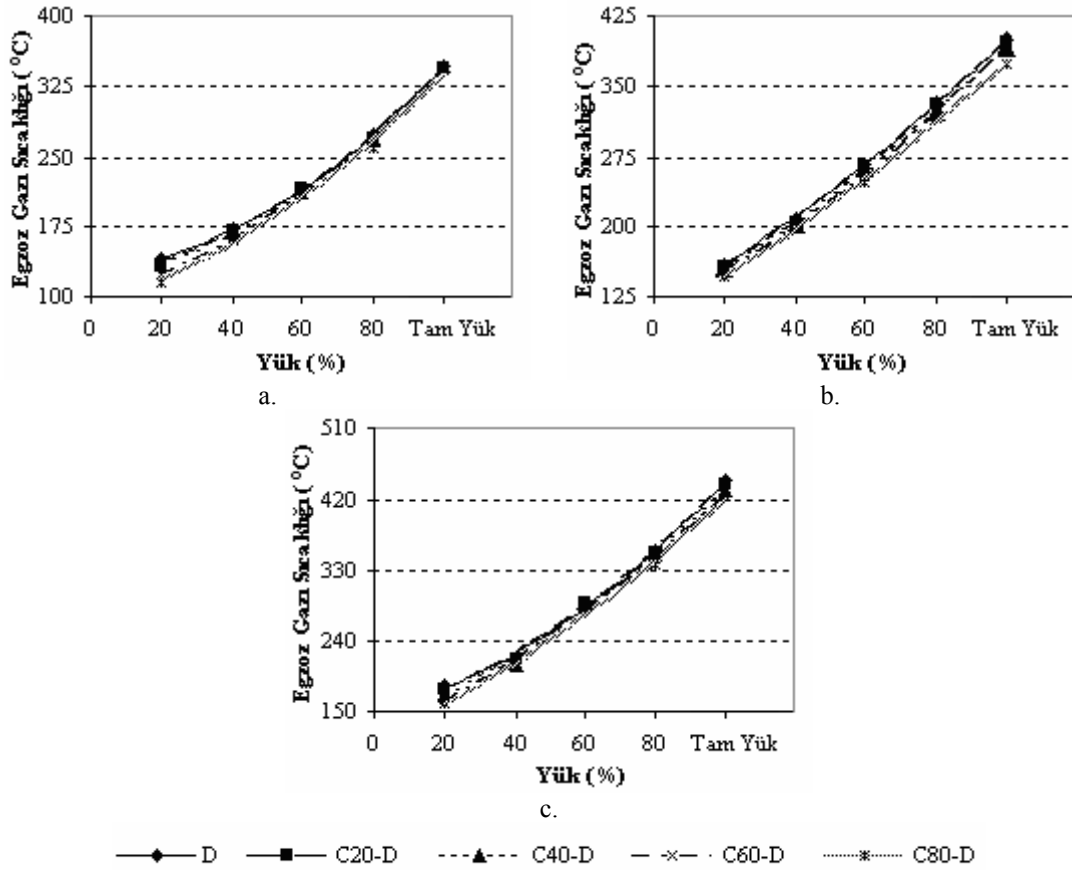 400
325
250
175
100
Egzoz Gazı Sıcaklığı ( °C)
0 20 40 60 80 Tam Yük
Yük (%)
a.
425
350
275
200
125
Egzoz Gazı Sıcaklığı ( °C)
0 20 40 60 80 Tam Yük
Yük (%)
b.
510
420
330
240
150
Egzoz Gazı Sıcaklığı ( °C)
0 20 40 60 80 Tam Yük
Yük (%)
c.
D C20-D C40-D C60-D C80-D